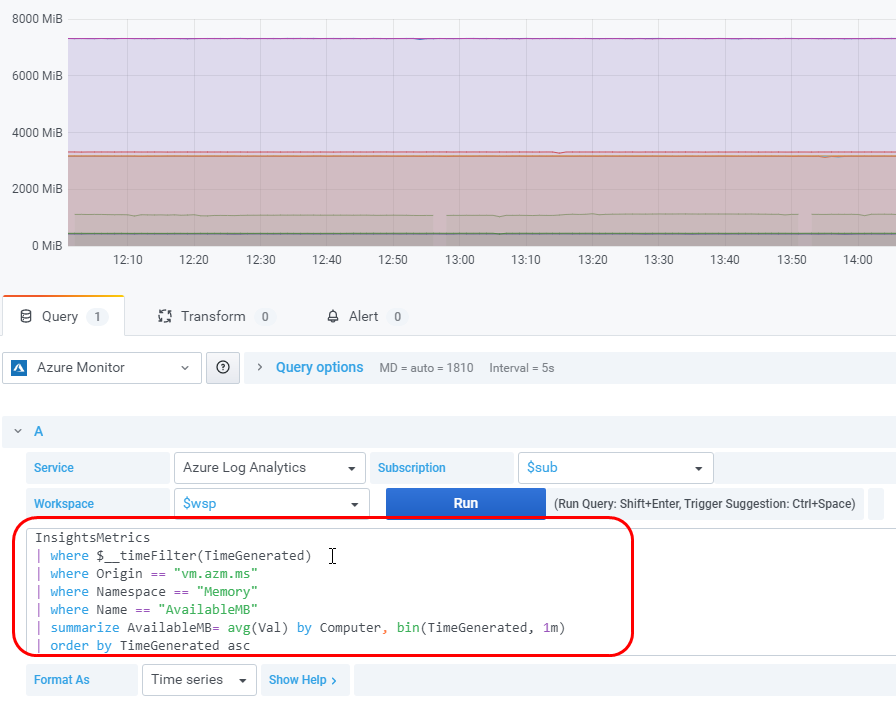 8000 MiB
6000 MiB
4000 MiB
2000 MiB
0 MiB
12:10 12:20 12:30 12:40 12:50 13:00 13:10 13:20 13:30 13:40 13:50 14:00
Query 1 Transform 0 Alert 0
Azure Monitor Query options MD = auto = 1810 Interval = 5s
A
Service Azure Log Analytics Subscription $sub
Workspace $wsp Run (Run Query: Shift+Enter, Trigger Suggestion: Ctrl+Space)
InsightsMetrics
| where $__timeFilter(TimeGenerated)
| where Origin == "vm.azm.ms"
| where Namespace == "Memory"
| where Name == "AvailableMB"
| summarize AvailableMB= avg(Val) by Computer, bin(TimeGenerated, 1m)
| order by TimeGenerated asc
Format As Time series Show Help